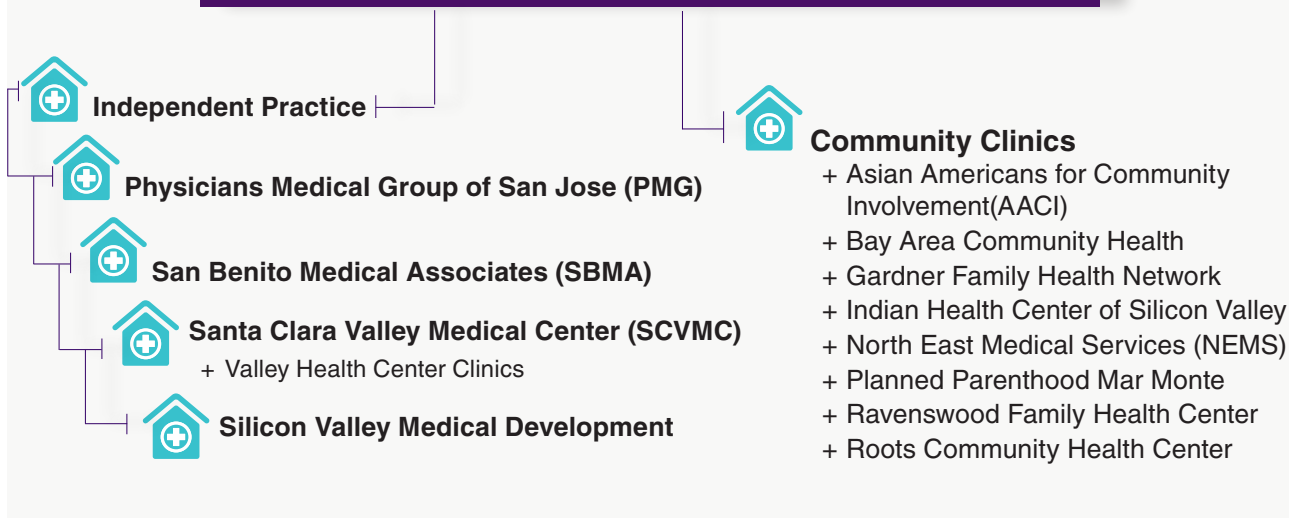 Independent Practice
Physicians Medical Group of San Jose (PMG)
San Benito Medical Associates (SBMA)
Santa Clara Valley Medical Center (SCVMC)
+ Valley Health Center Clinics
Silicon Valley Medical Development
Community Clinics
+ Asian Americans for Community
Involvement(AACI)
+ Bay Area Community Health
+ Gardner Family Health Network
+ Indian Health Center of Silicon Valley
+ North East Medical Services (NEMS)
+ Planned Parenthood Mar Monte
+ Ravenswood Family Health Center
+ Roots Community Health Center